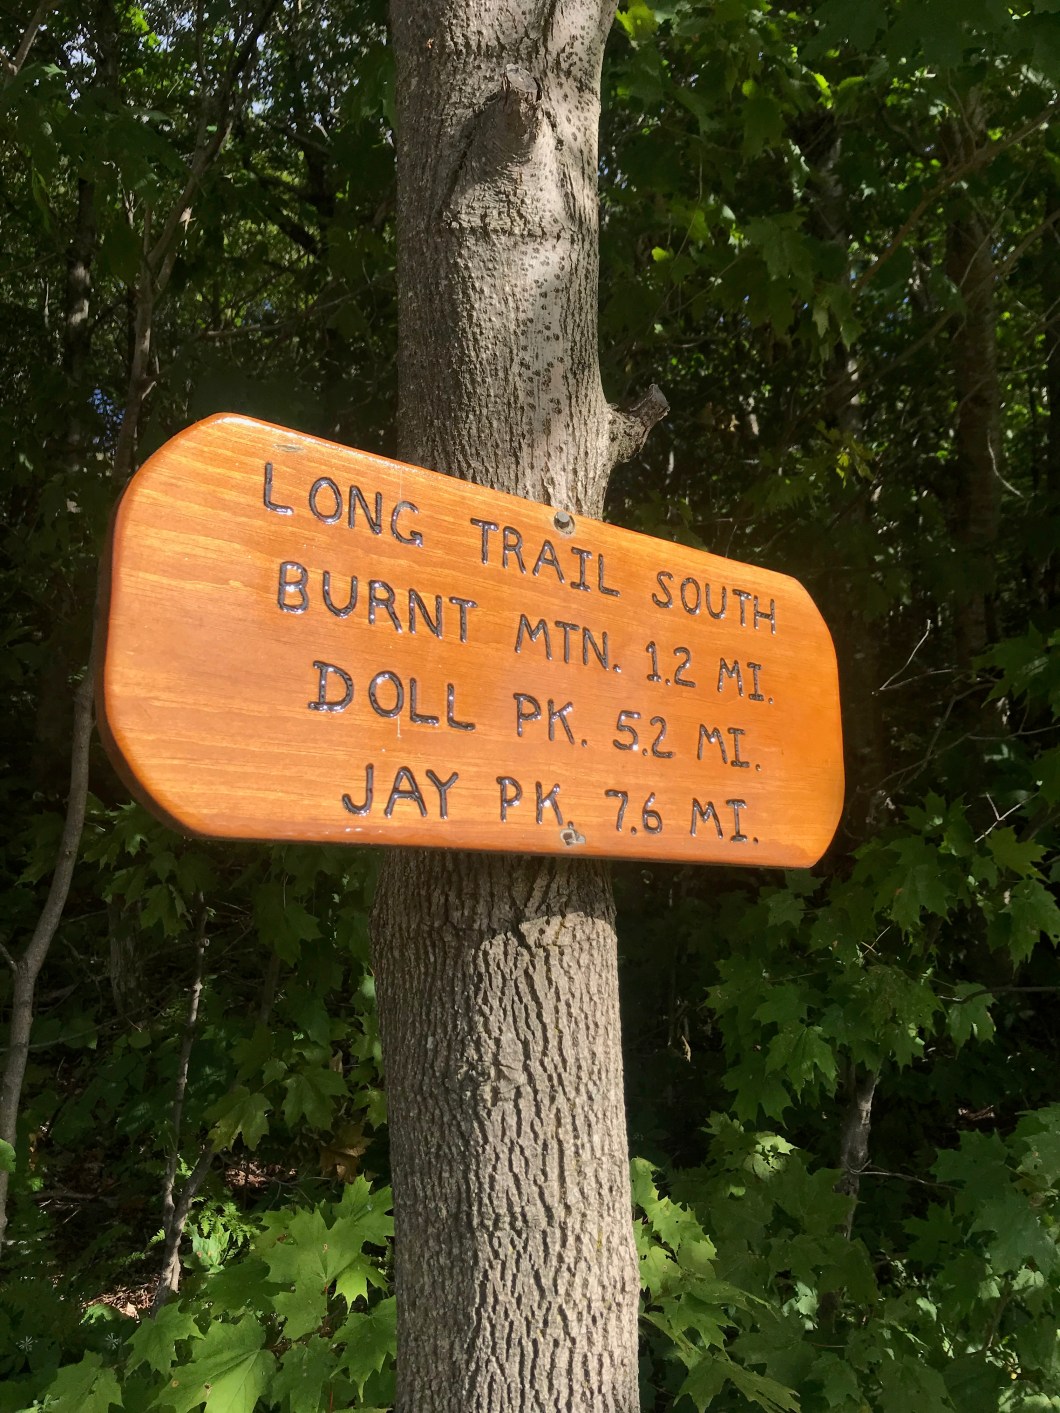 LONG TRAIL SOUTH
BURNT MTN. 1.2 MI.
DOLL PK. 5.2 MI.
JAY PK. 7.6 MI.